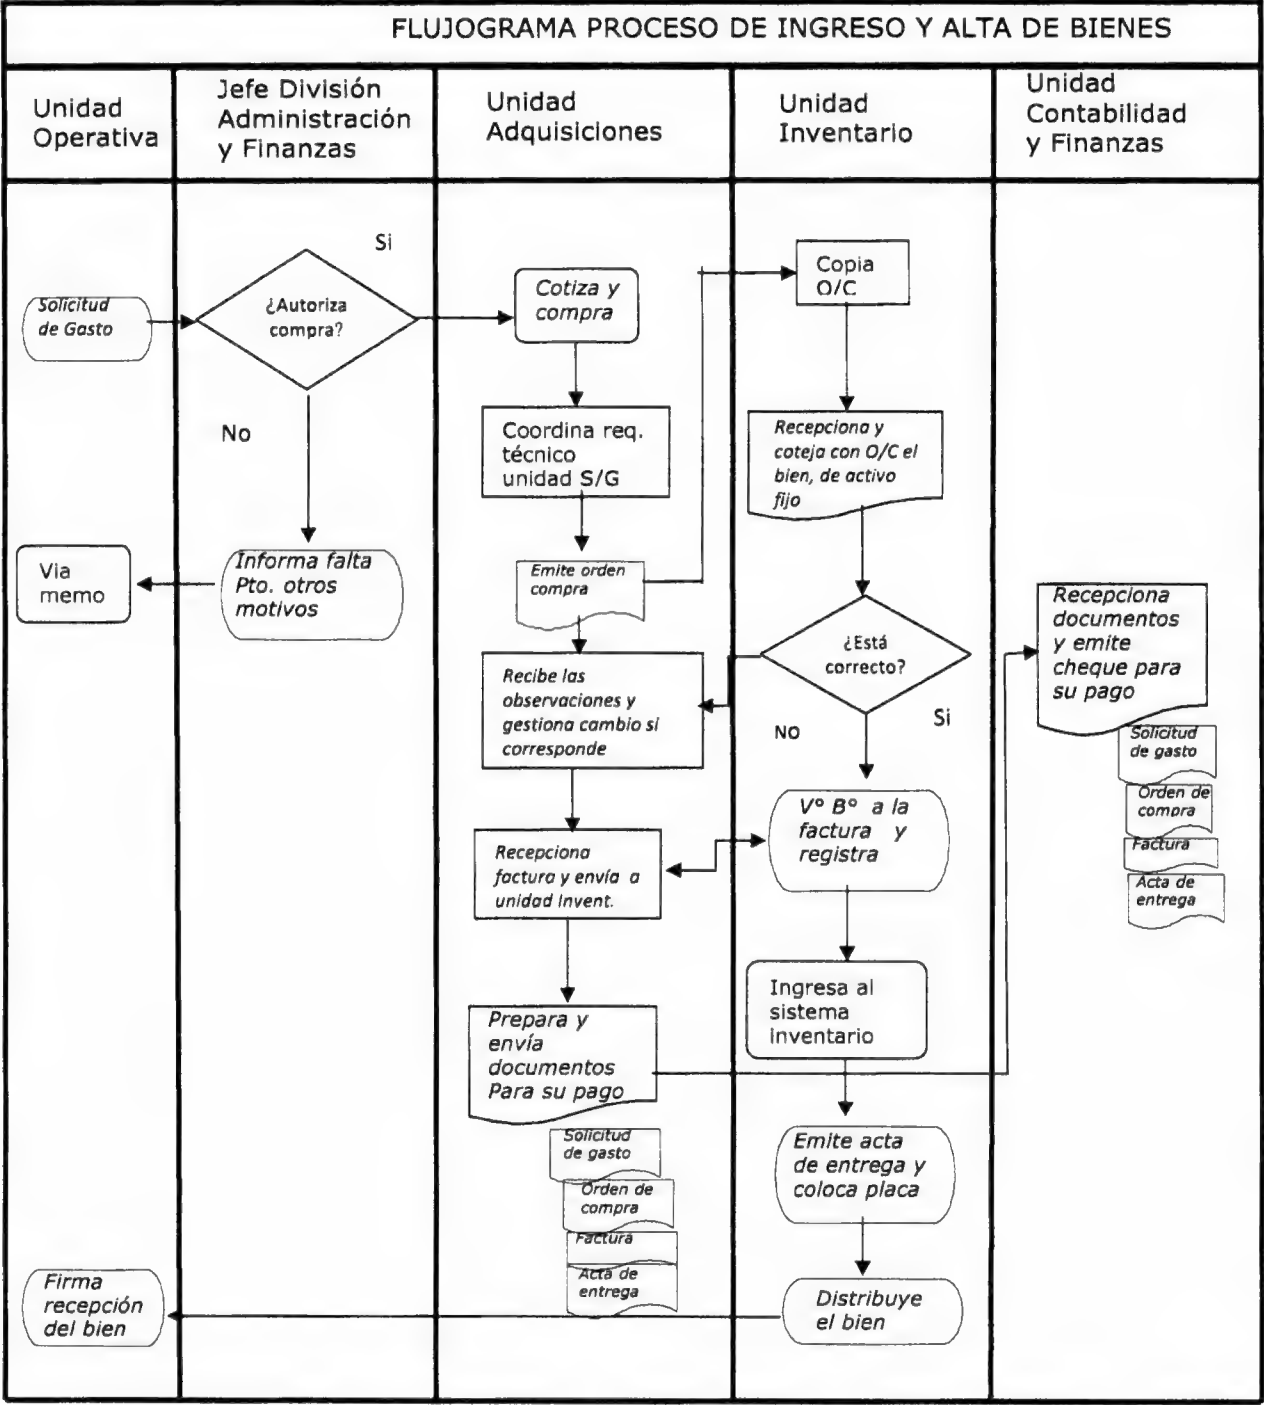 FLUJOGRAMA PROCESO DE INGRESO Y ALTA DE BIENES
Unidad
Operativa
Jefe División
Administración
y Finanzas
Unidad
Adquisiciones
Unidad
Inventario
Unidad
Contabilidad
y Finanzas
Solicitud
de Gasto
Si
¿Autoriza
compra?
No
Informa falta
Pto. otros
motivos
Via
memo
Cotiza y
compra
Coordina req.
técnico
unidad S/G
Emite orden
compra
Recibe las
observaciones y
gestiona cambio si
corresponde
Recepciona
factura y envía a
unidad Invent.
Prepara y
envía
documentos
Para su pago
Solicitud
de gasto
Orden de
compra
Factura
Acta de
entrega
Copia
O/C
Recepciona y
coteja con O/C el
bien, de activo
fijo
¿Está
correcto?
No
Si
Vº Bº a la
factura y
registra
Ingresa al
sistema
inventario
Emite acta
de entrega y
coloca placa
Distribuye
el bien
Firma
recepción
del bien
Recepciona
documentos
y emite
cheque para
su pago
Solicitud
de gasto
Orden de
compra
Factura
Acta de
entrega